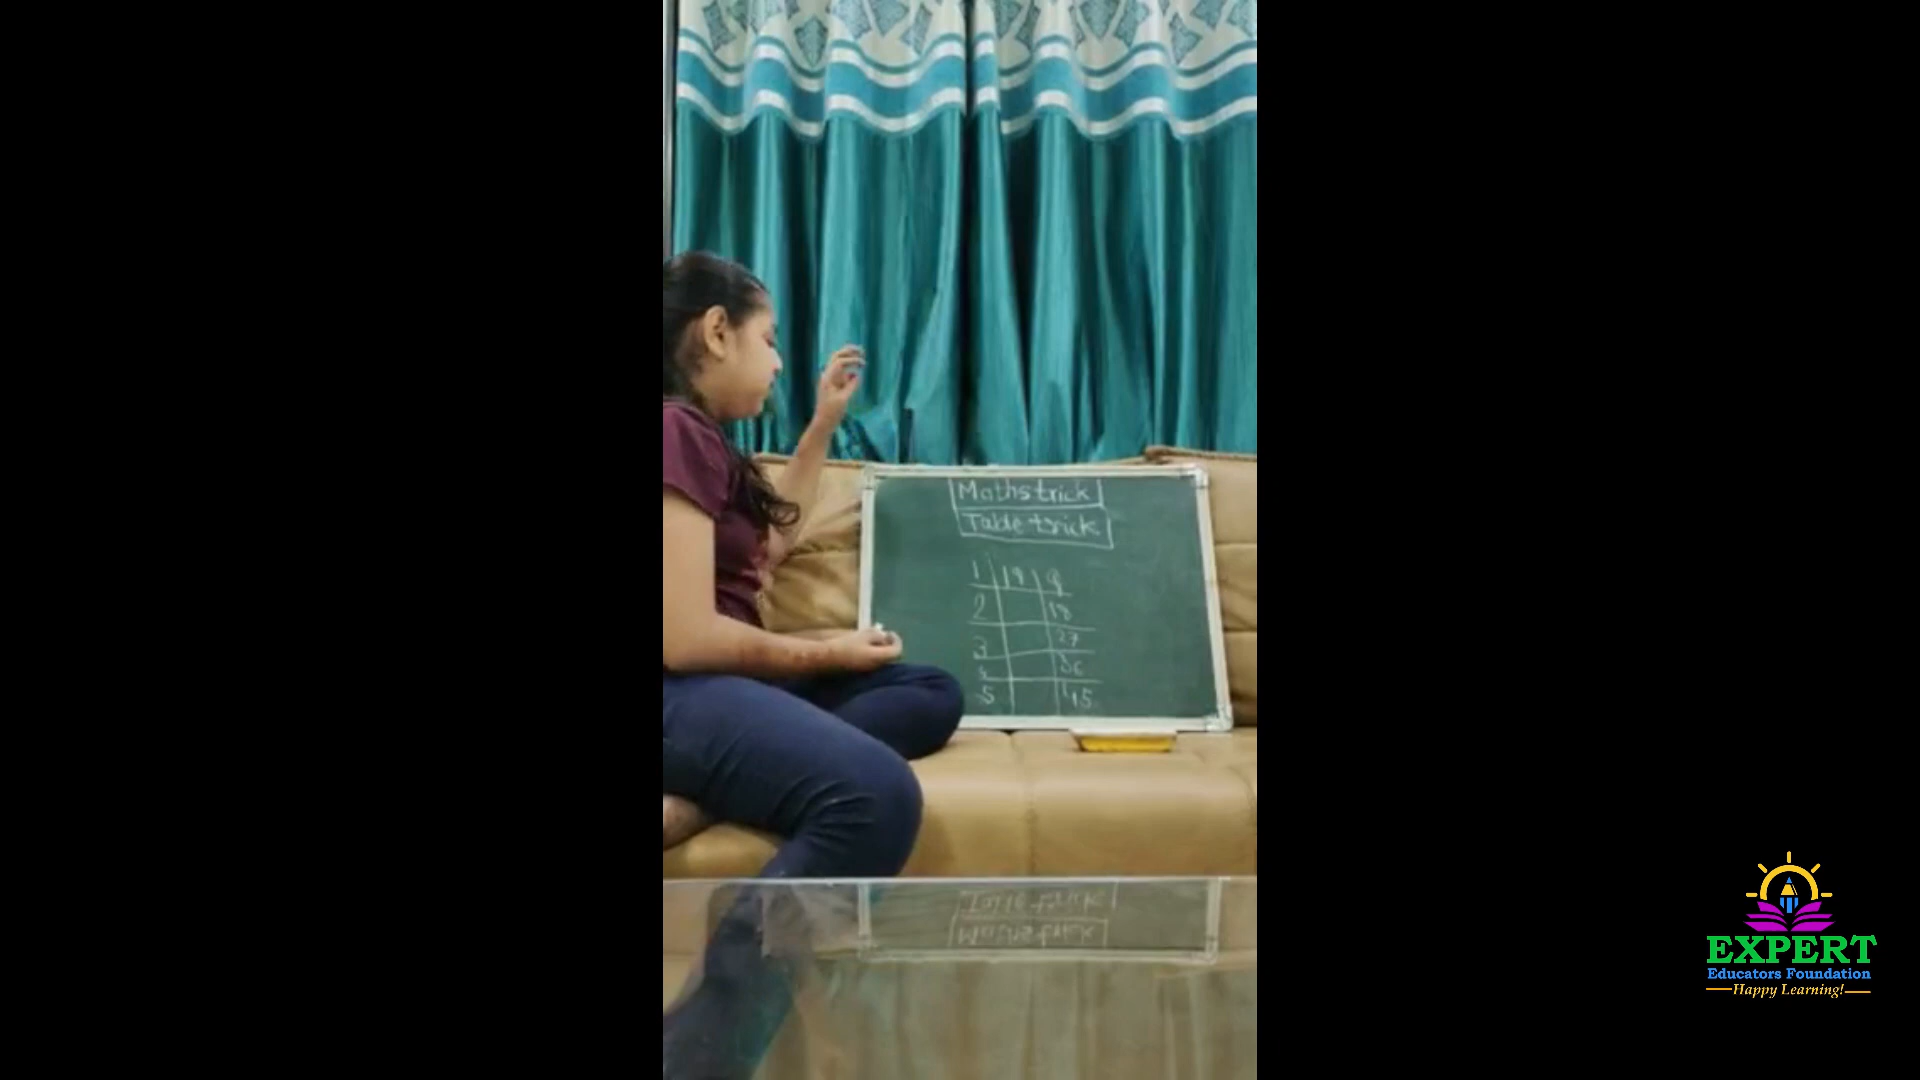 Maths trick
Table trick
1 19 9
2 18
3 27
4 36
5 45
EXPERT
Educators Foundation
Happy Learning!